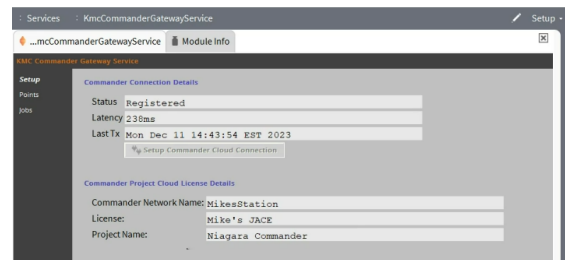 : Services : KmcCommanderGatewayService Setup
...mcCommanderGatewayService Module Info
KMC Commander Gateway Service
Setup
Points
Jobs
Commander Connection Details
Status Registered
Latency 238ms
Last Tx Mon Dec 11 14:43:54 EST 2023
Setup Commander Cloud Connection
Commander Project Cloud License Details
Commander Network Name: MikesStation
License: Mike's JACE
Project Name: Niagara Commander